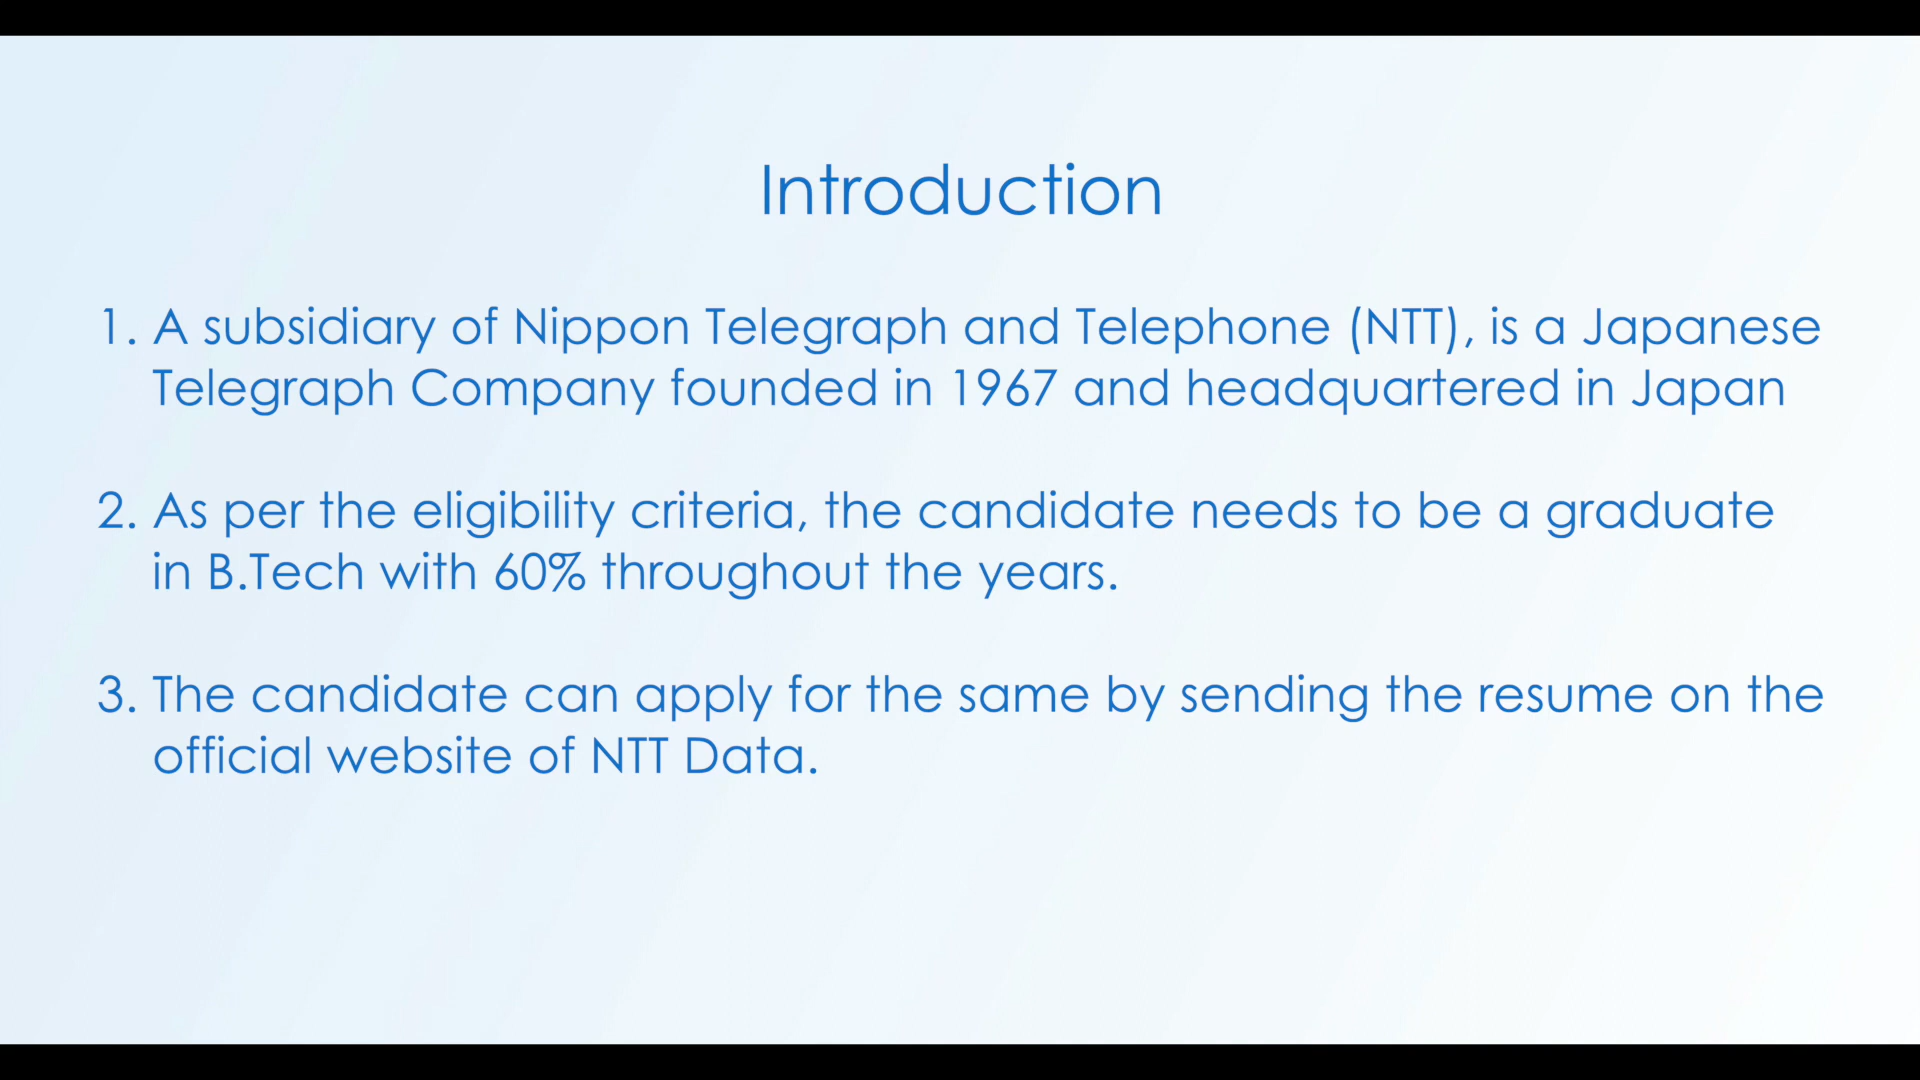 Introduction
1. A subsidiary of Nippon Telegraph and Telephone (NTT), is a Japanese
Telegraph Company founded in 1967 and headquartered in Japan
2. As per the eligibility criteria, the candidate needs to be a graduate
in B.Tech with 60% throughout the years.
3. The candidate can apply for the same by sending the resume on the
official website of NTT Data.